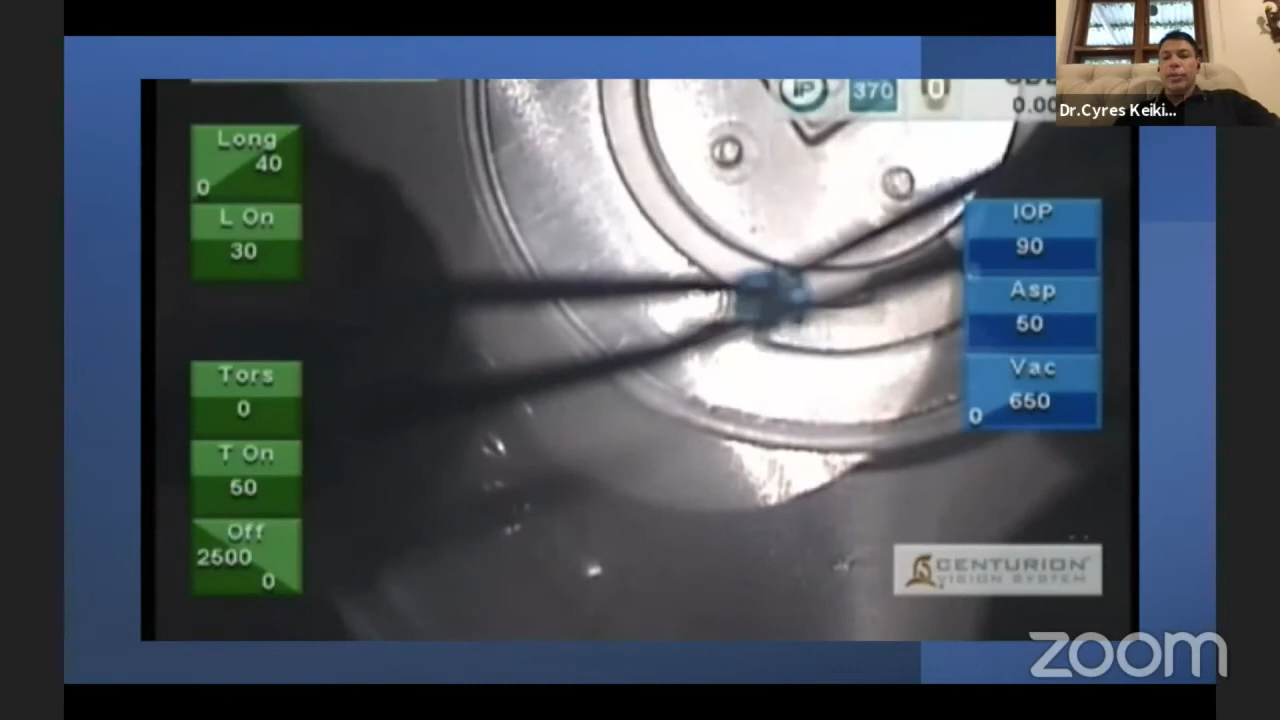 Dr.Cyres Keiki...
IP
370
0
0.00
Long
40
0
L On
30
Tors
0
T On
50
Off
2500
0
IOP
90
Asp
50
Vac
650
0
CENTURION
VISION SYSTEM
zoom